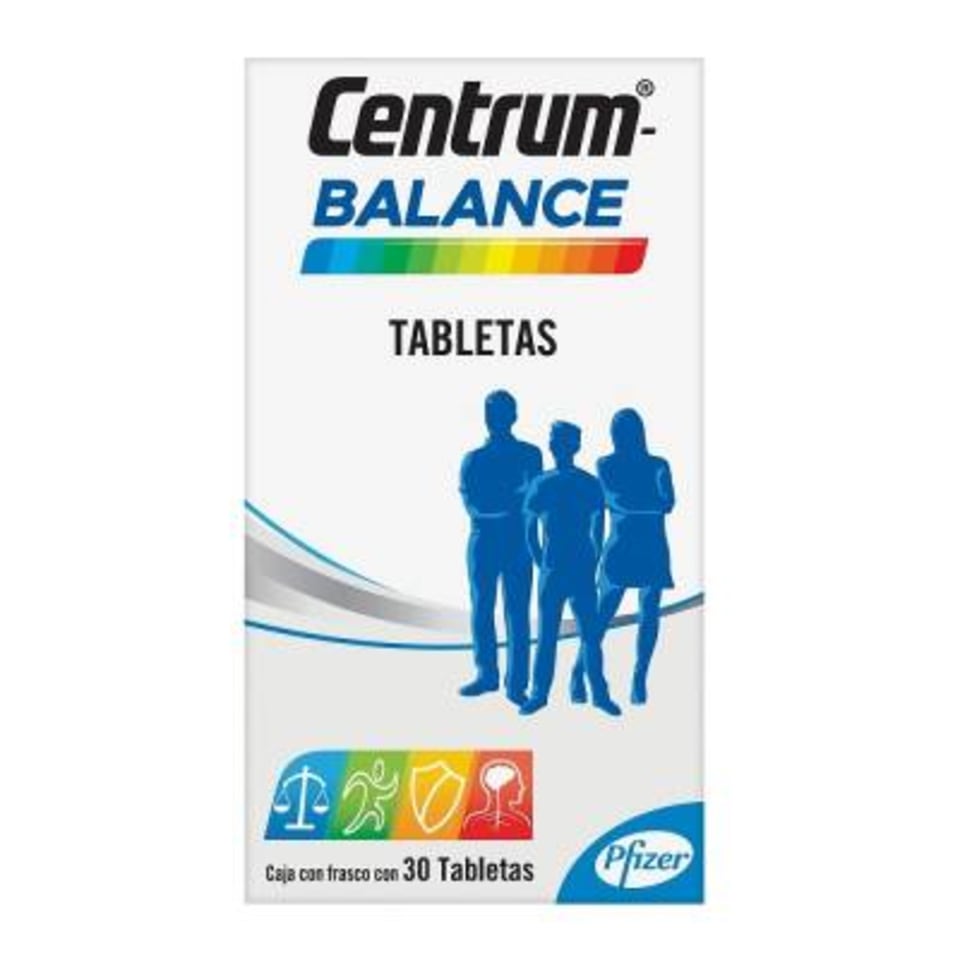 Centrum®-
BALANCE
TABLETAS
Caja con frasco con 30 Tabletas
Pfizer